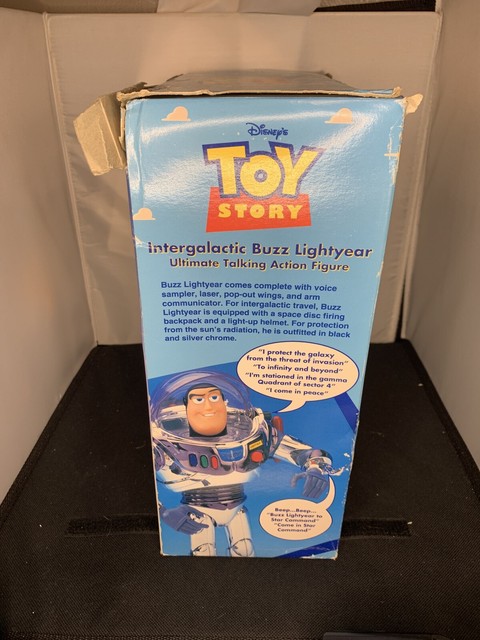 Disney's
TOY
STORY
Intergalactic Buzz Lightyear
Ultimate Talking Action Figure
Buzz Lightyear comes complete with voice
sampler, laser, pop-out wings, and arm
communicator. For intergalactic travel, Buzz
Lightyear is equipped with a space disc firing
backpack and a light-up helmet. For protection
from the sun's radiation, he is outfitted in black
and silver chrome.
"I protect the galaxy
from the threat of invasion"
"To infinity and beyond"
"I'm stationed in the gamma
Quadrant of sector 4"
"I come in peace"
Beep...Beep...
"Buzz Lightyear to
Star Command"
"Come in Star
Command"